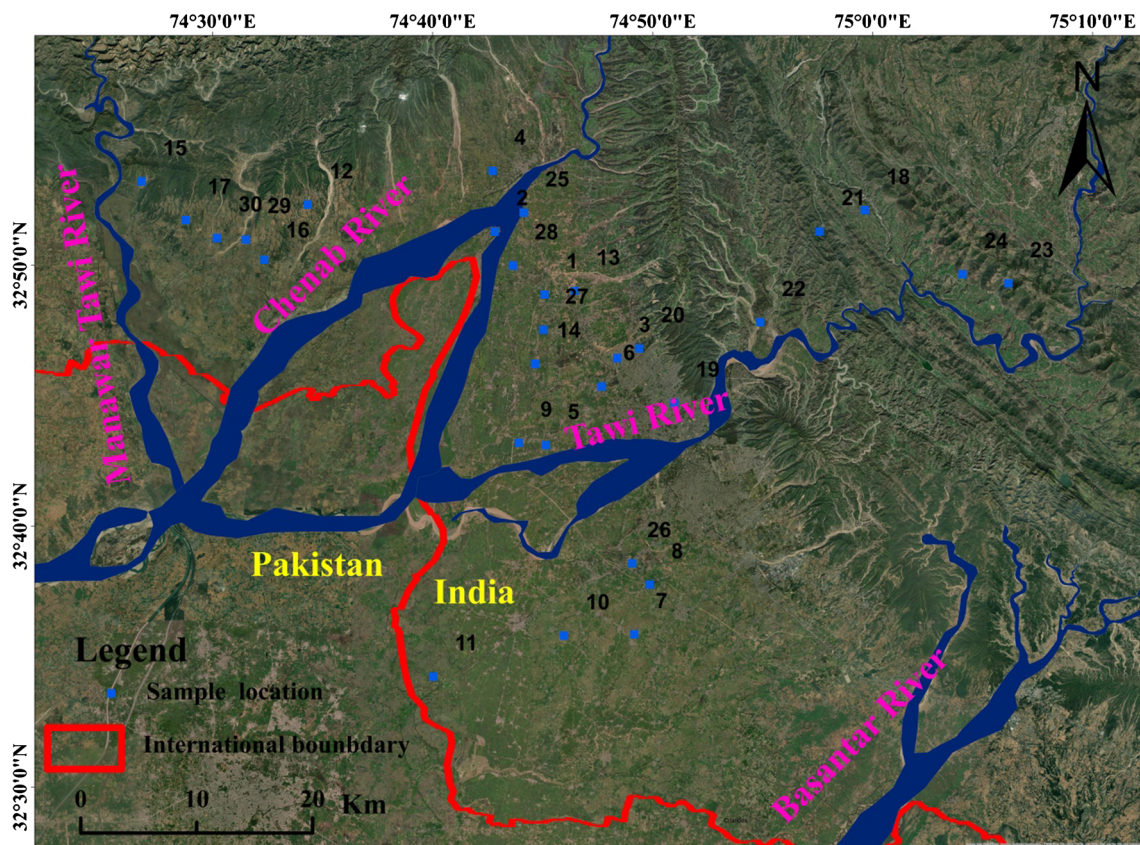 74°30'0"E 74°40'0"E 74°50'0"E 75°0'0"E 75°10'0"E
N
4
15
12
25
18
17
21
30 29
2
16
28
24 23
32°50'0"N
1 13
27
22
20
14
3
6
19
9 5
Manawar Tawi River
Chenab River
Tawi River
32°40'0"N
26
8
Pakistan
India
10 7
11
Legend
Sample location
International bounbdary
Basantar River
32°30'0"N
0 10 20 Km